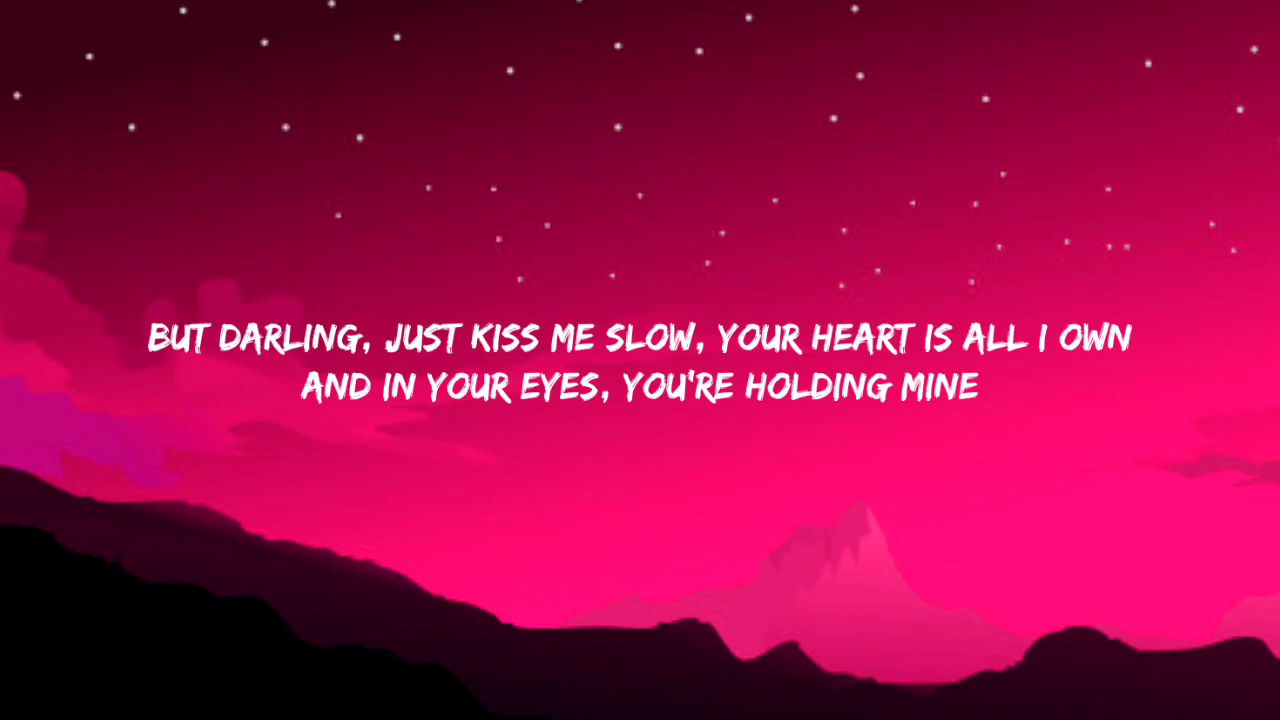 BUT DARLING, JUST KISS ME SLOW, YOUR HEART IS ALL I OWN
AND IN YOUR EYES, YOU'RE HOLDING MINE